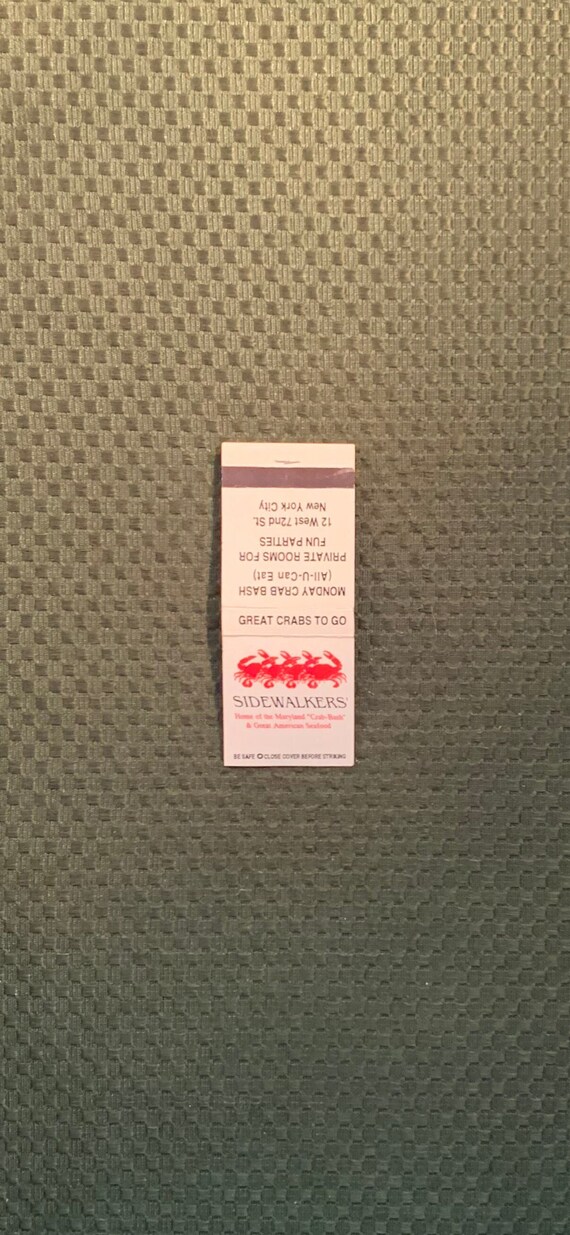 MONDAY CRAB BASH
(All-U-Can Eat)
PRIVATE ROOMS FOR
FUN PARTIES
12 West 72nd St.
New York City
GREAT CRABS TO GO
SIDEWALKERS'
Home of the Maryland "Crab-Bash"
& Great American Seafood
BE SAFE CLOSE COVER BEFORE STRIKING